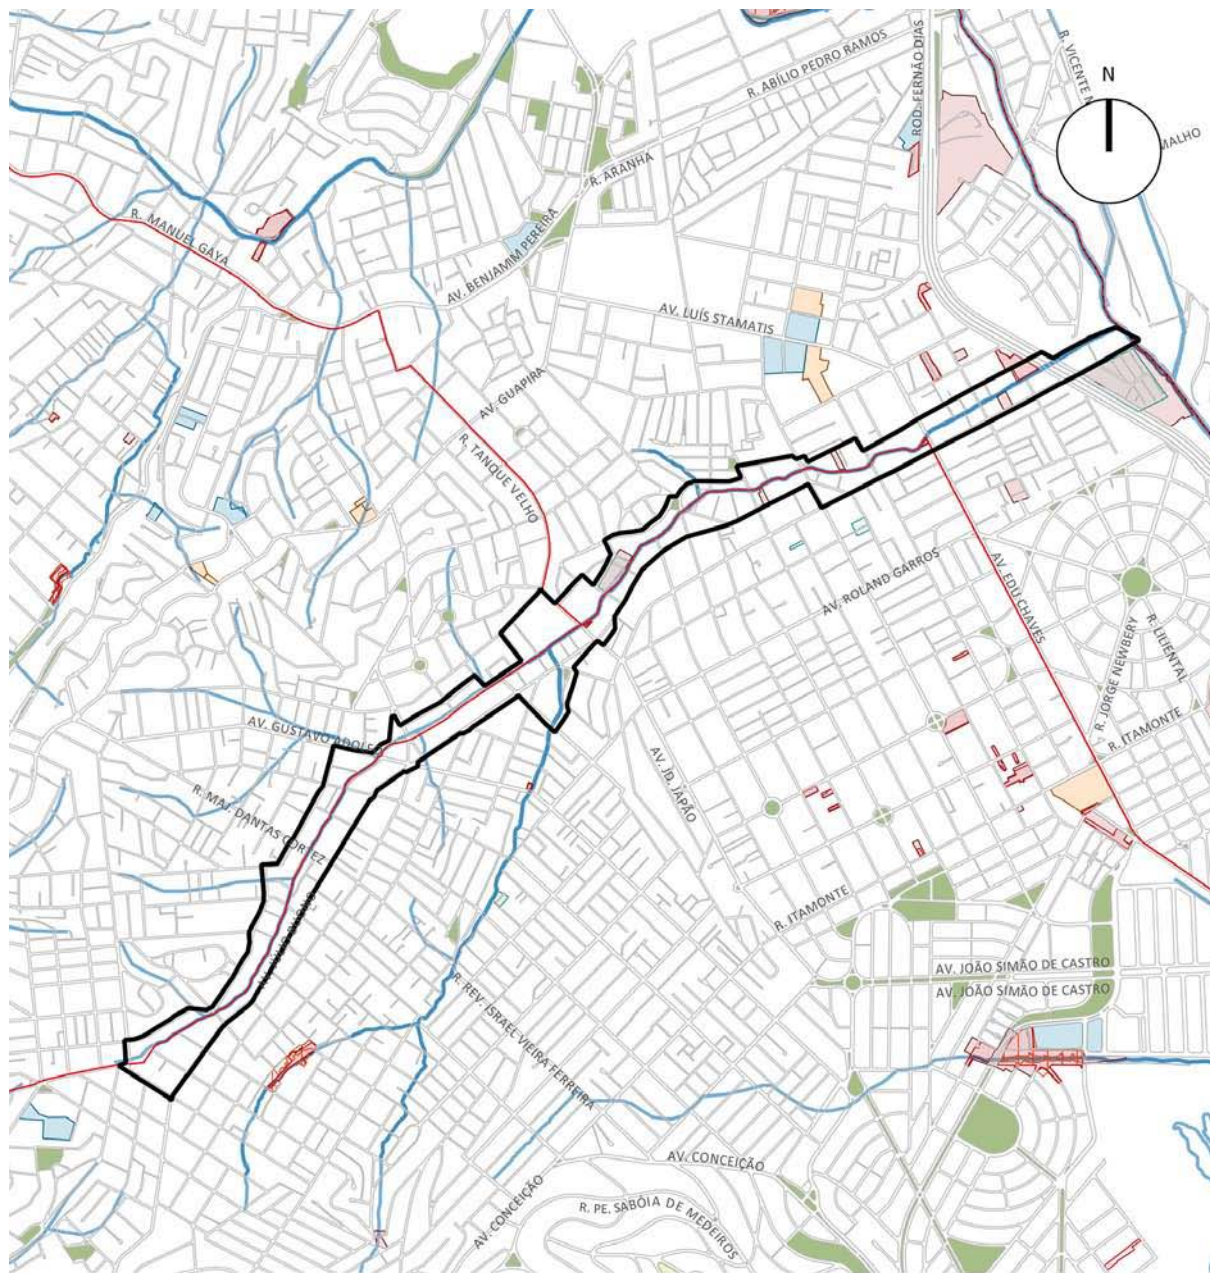 R. ABÍLIO PEDRO RAMOS
ROD. FERNÃO DIAS
R. VICENTE M
N
MALHO
R. ARANHA
R. MANUEL GAYA
AV. BENJAMIM PEREIRA
AV. LUÍS STAMATIS
AV. GUAPIRA
R. TANQUE VELHO
AV. ROLAND GARROS
AV. EDU CHAVES
R. LILIENTAL
R. JORGE NEWBERY
R. ITAMONTE
AV. GUSTAVO ADOLFO
AV. JD. JAPÃO
R. MAJ. DANTAS CORTEZ
R. ITAMONTE
AV. JOÃO SIMÃO DE CASTRO
AV. JOÃO SIMÃO DE CASTRO
R. REV. ISRAEL VIEIRA FERREIRA
AV. CONCEIÇÃO
AV. CONCEIÇÃO
R. PE. SABÓIA DE MEDEIROS